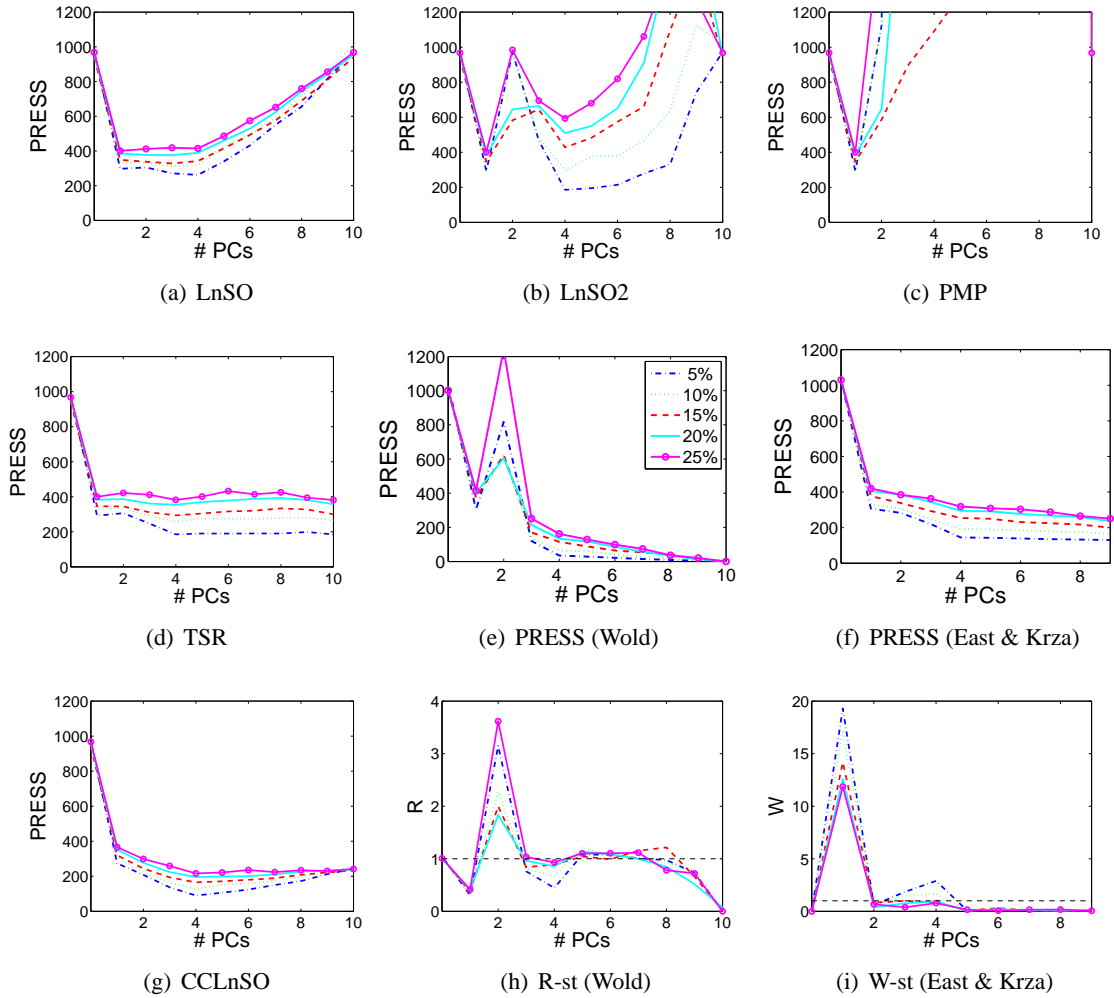 1200
1000
800
600
400
200
0
PRESS
2 4 6 8 10
# PCs
(a) LnSO
1200
1000
800
600
400
200
0
PRESS
2 4 6 8 10
# PCs
(b) LnSO2
1200
1000
800
600
400
200
0
PRESS
2 4 6 8 10
# PCs
(c) PMP
1200
1000
800
600
400
200
0
PRESS
2 4 6 8 10
# PCs
(d) TSR
1200
1000
800
600
400
200
0
PRESS
5%
10%
15%
20%
25%
2 4 6 8 10
# PCs
(e) PRESS (Wold)
1200
1000
800
600
400
200
0
PRESS
2 4 6 8
# PCs
(f) PRESS (East & Krza)
1200
1000
800
600
400
200
0
PRESS
2 4 6 8 10
# PCs
(g) CCLnSO
4
3
2
1
0
R
2 4 6 8 10
# PCs
(h) R-st (Wold)
20
15
10
5
0
W
2 4 6 8
# PCs
(i) W-st (East & Krza)